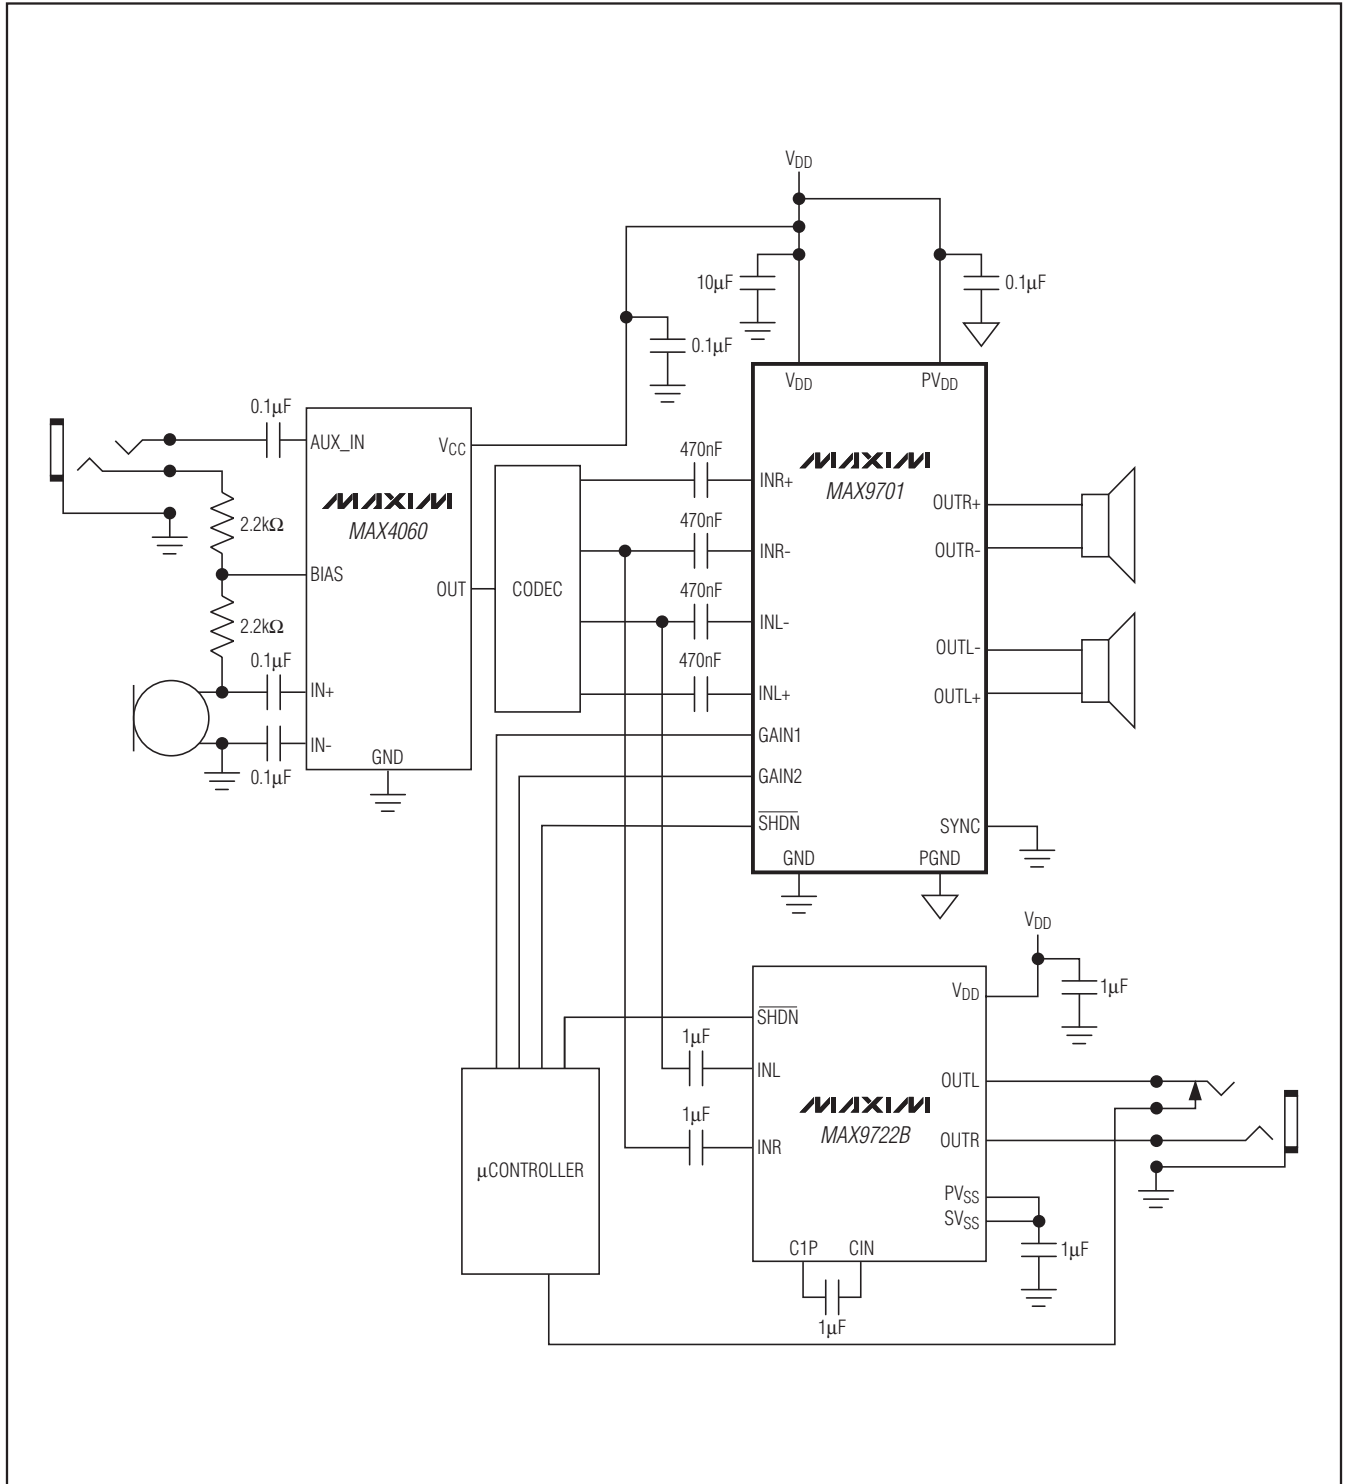 VDD
10µF
0.1µF
0.1µF
VDD
PVDD
0.1µF
AUX_IN
VCC
MAXIM
MAX4060
2.2kΩ
BIAS
OUT
2.2kΩ
0.1µF
IN+
IN-
0.1µF
GND
CODEC
470nF
INR+
470nF
INR-
470nF
INL-
470nF
INL+
MAXIM
MAX9701
OUTR+
OUTR-
OUTL-
OUTL+
GAIN1
GAIN2
SHDN
SYNC
GND
PGND
VDD
1µF
VDD
SHDN
1µF
INL
OUTL
MAXIM
MAX9722B
1µF
INR
OUTR
µCONTROLLER
PVSS
SVSS
1µF
C1P
CIN
1µF